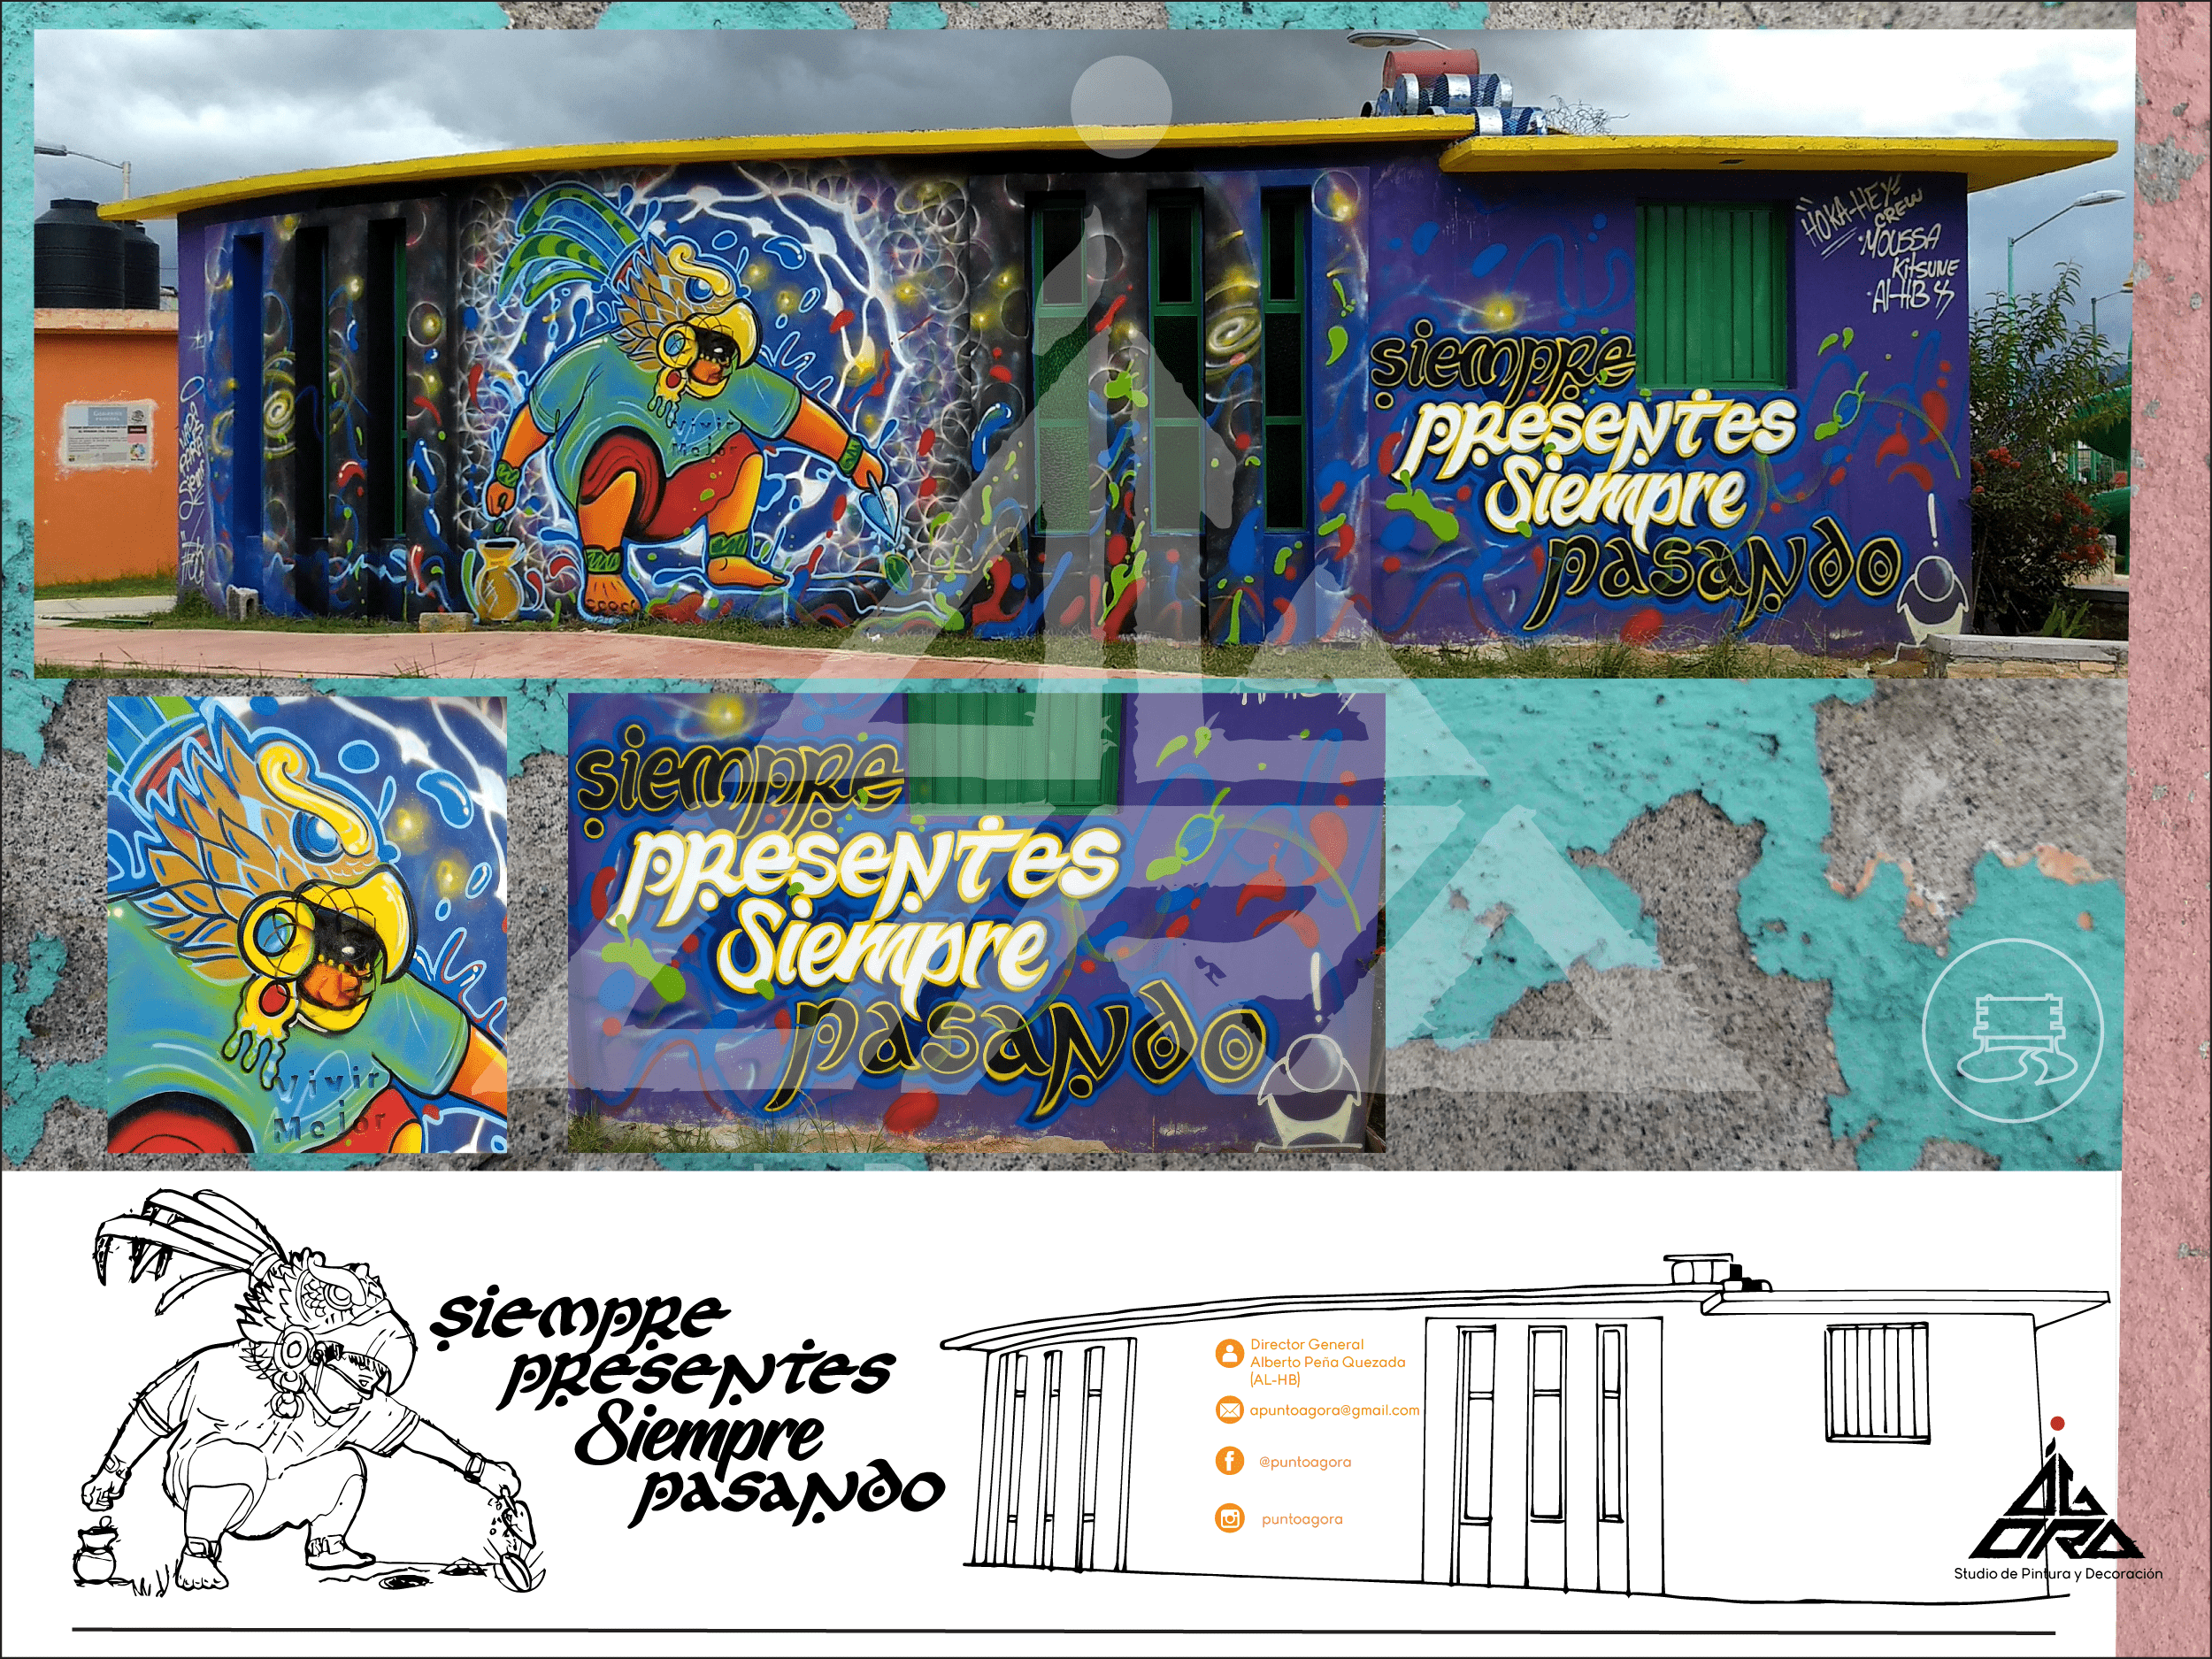 HOKA-HEY!
CREW
MOUSSA
KitSUNE
Al-HB
siempre
presentes
Siempre
pasando
Vivir
Mejor
siempre
presentes
Siempre
pasando
Vivir
Mejor
siempre
presentes
Siempre
pasando
Director General
Alberto Peña Quezada
(AL-HB)
apuntoagora@gmail.com
@puntoagora
puntoagora
ÁG
ORA
Studio de Pintura y Decoración